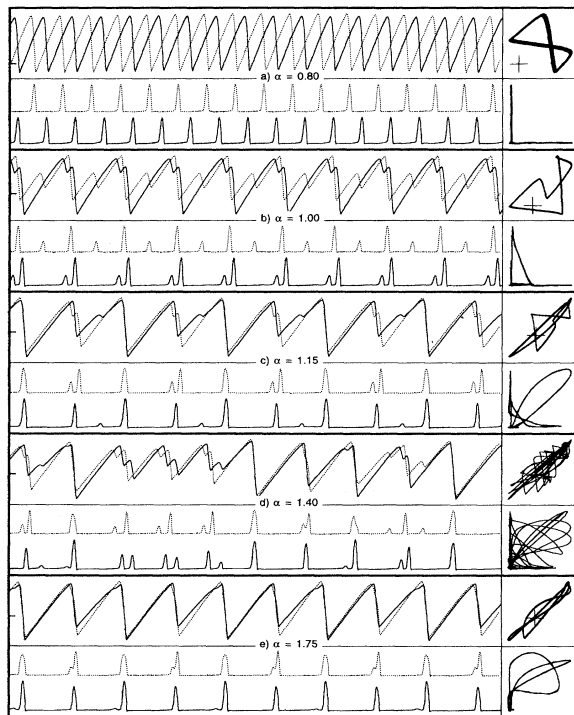 a) α = 0.80
b) α = 1.00
c) α = 1.15
d) α = 1.40
e) α = 1.75